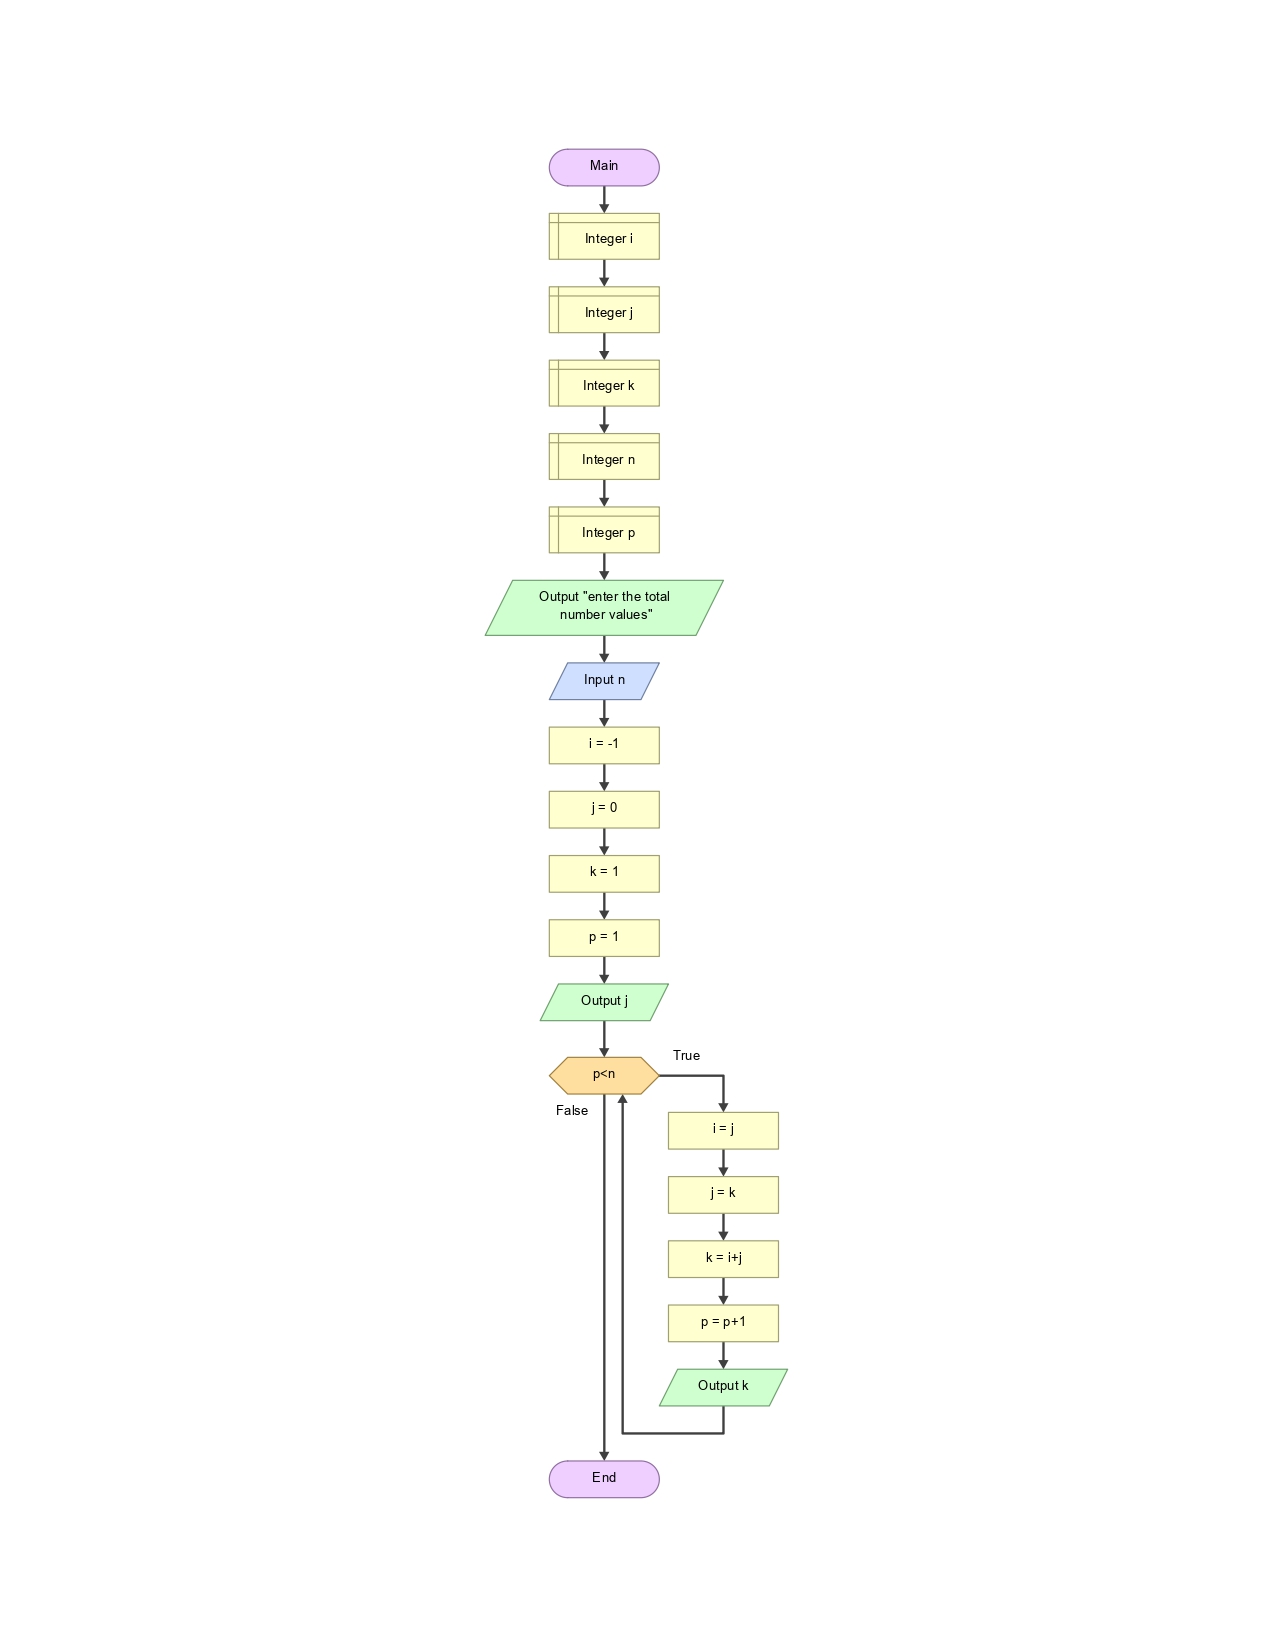 Main
Integer i
Integer j
Integer k
Integer n
Integer p
Output "enter the total
number values"
Input n
i = -1
j = 0
k = 1
p = 1
Output j
True
p<n
False
i = j
j = k
k = i+j
p = p+1
Output k
End